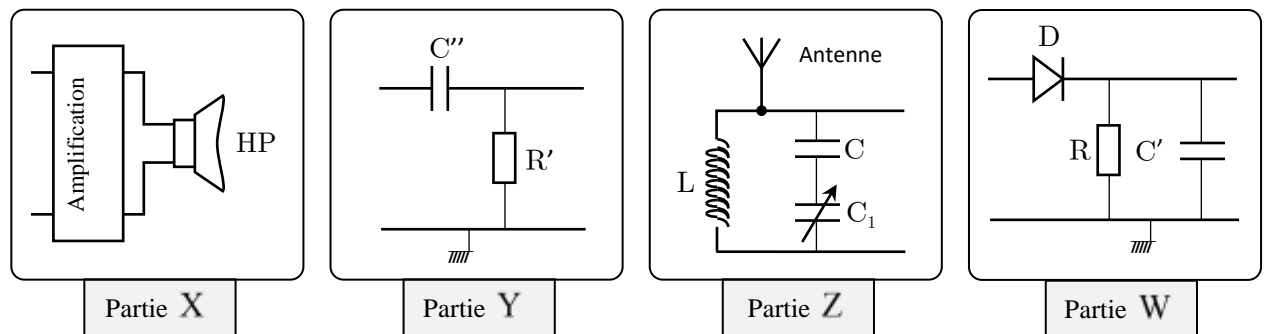 Amplification
HP
C''
R'
Antenne
L
C
C₁
D
R
C'
Partie X
Partie Y
Partie Z
Partie W